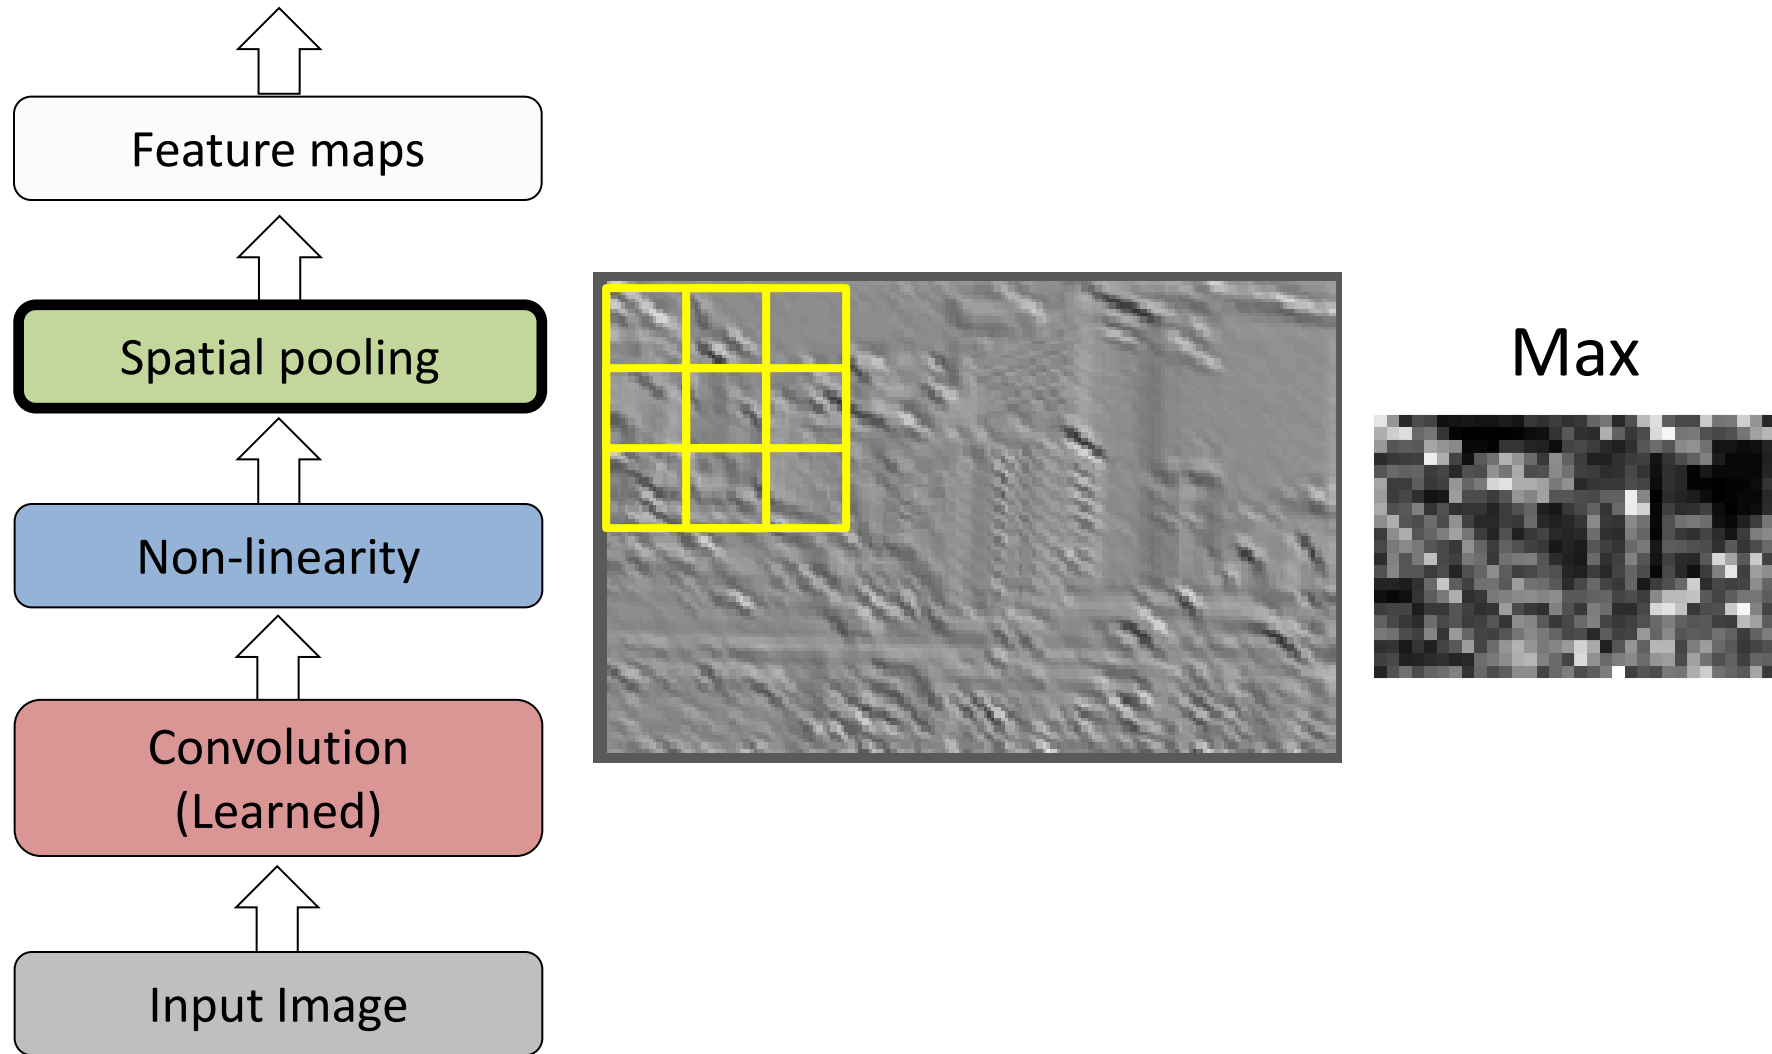 Feature maps
Spatial pooling
Non-linearity
Convolution
(Learned)
Input Image
Max